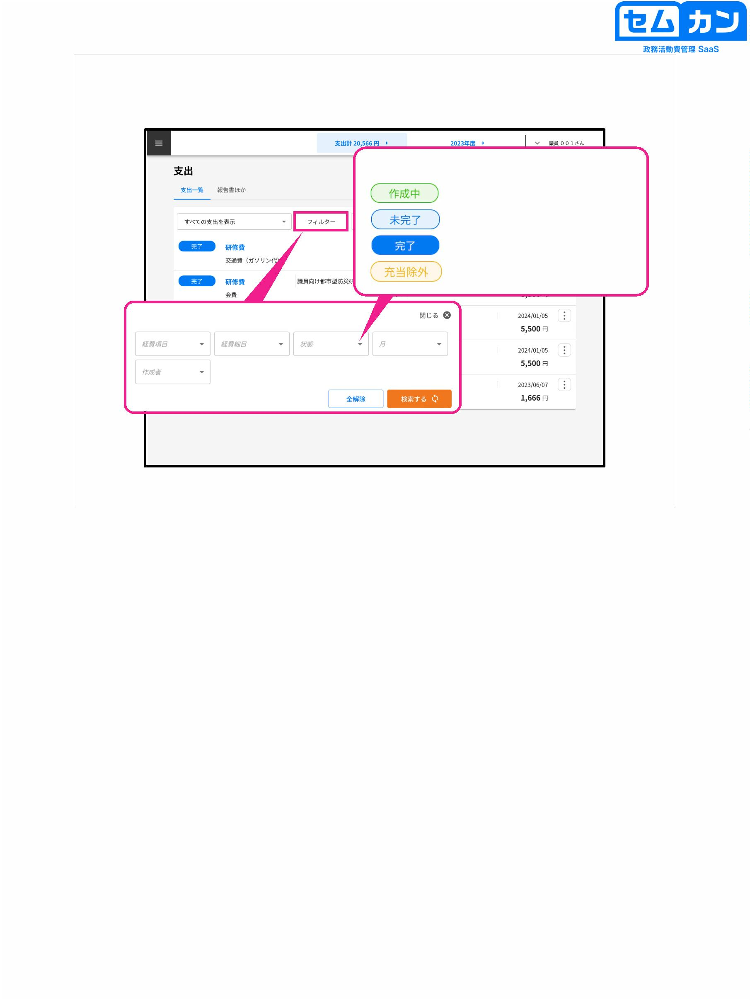 セムカン
政務活動費管理 SaaS
支出計 20,566 円
2023年度
議員 0 0 1 さん
支出
支出一覧
報告書ほか
すべての支出を表示
フィルター
作成中
未完了
完了
充当除外
完了
研修費
交通費（ガソリン代）
完了
研修費
議員向け都市型防災研
会費
閉じる
経費項目
経費細目
状態
月
作成者
全解除
検索する
2024/01/05
5,500 円
2024/01/05
5,500 円
2023/06/07
1,666 円